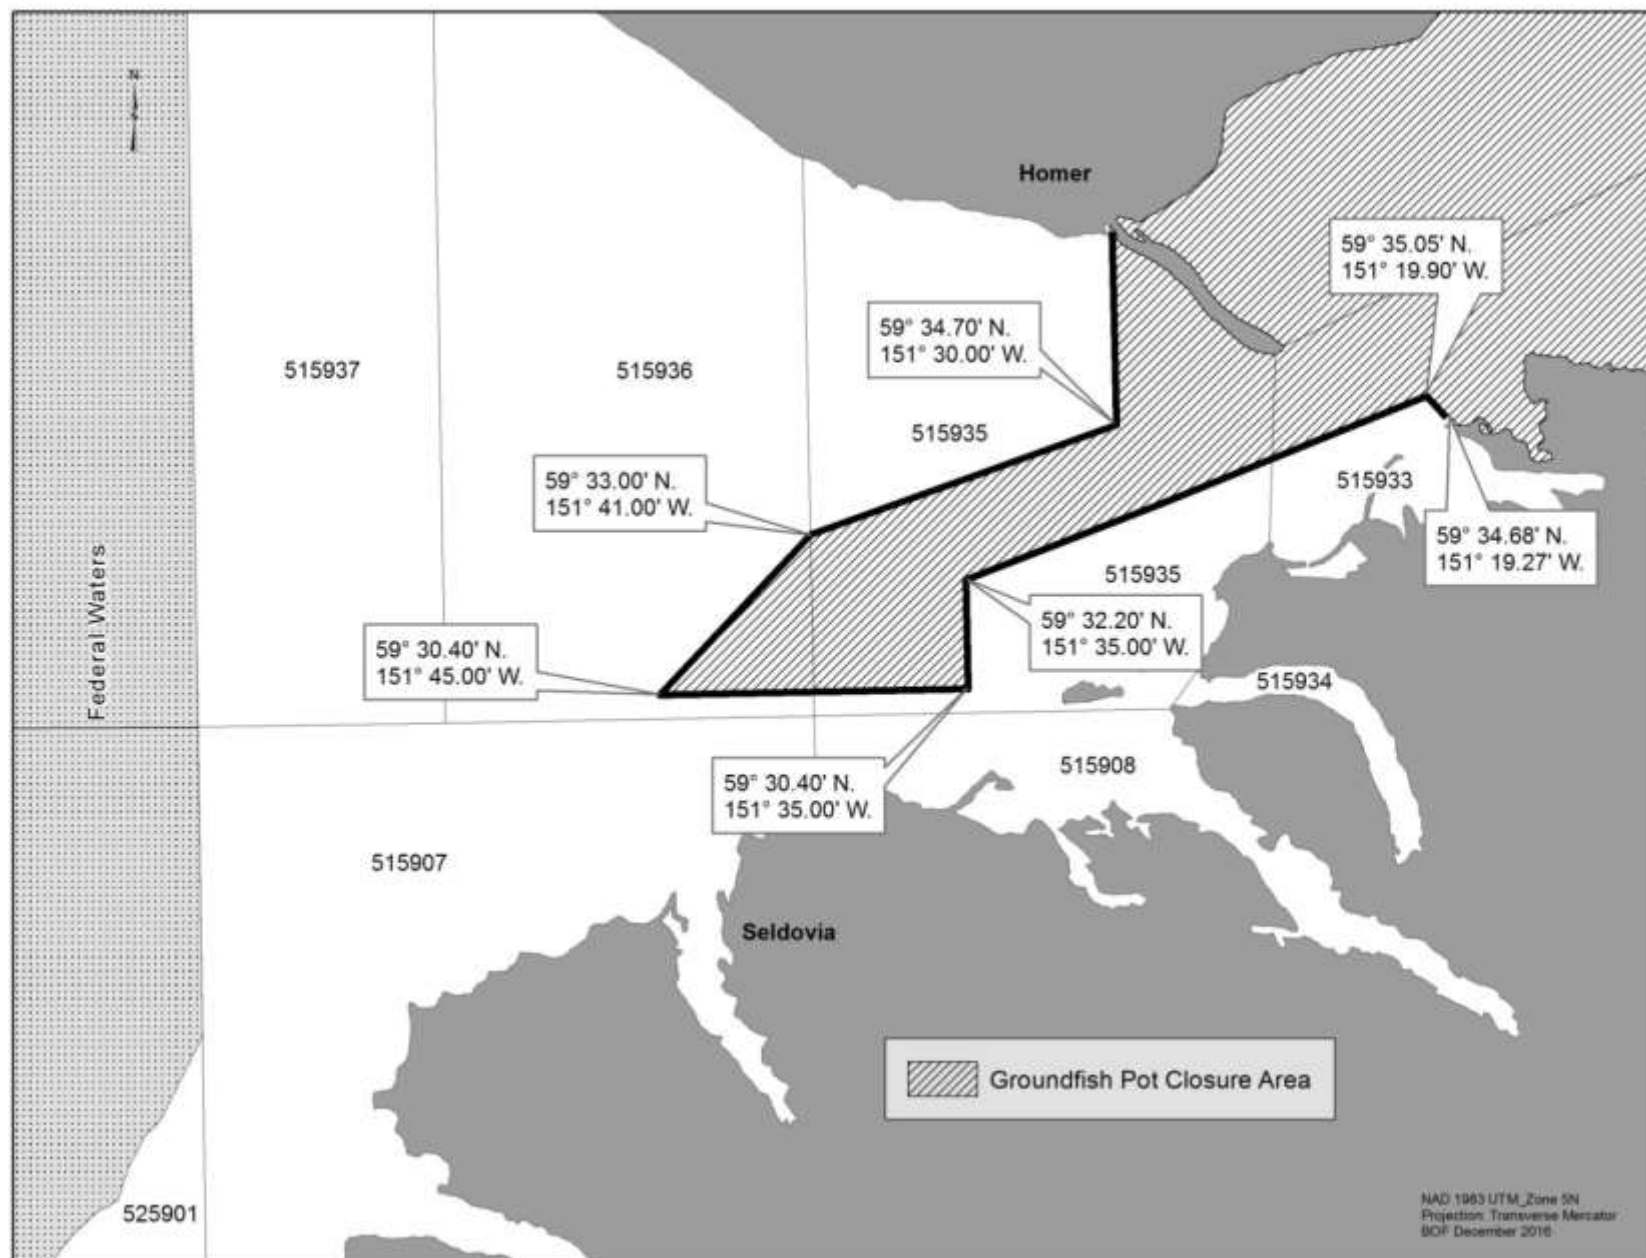 N
Homer
59° 35.05' N.
151° 19.90' W.
59° 34.70' N.
151° 30.00' W.
515937
515936
515935
59° 33.00' N.
151° 41.00' W.
515933
59° 34.68' N.
151° 19.27' W.
515935
59° 32.20' N.
151° 35.00' W.
59° 30.40' N.
151° 45.00' W.
Federal Waters
515934
59° 30.40' N.
151° 35.00' W.
515908
515907
Seldovia
Groundfish Pot Closure Area
525901
NAD 1983 UTM_Zone 5N
Projection: Transverse Mercator
BOF December 2016